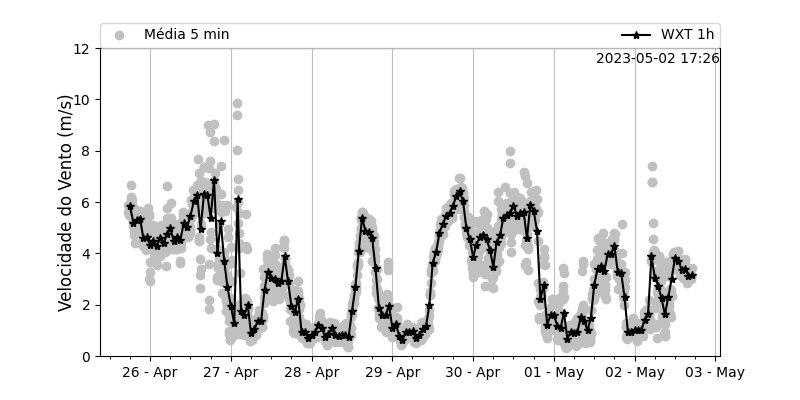 Média 5 min WXT 1h
2023-05-02 17:26
Velocidade do Vento (m/s)
12
10
8
6
4
2
0
26 - Apr 27 - Apr 28 - Apr 29 - Apr 30 - Apr 01 - May 02 - May 03 - May